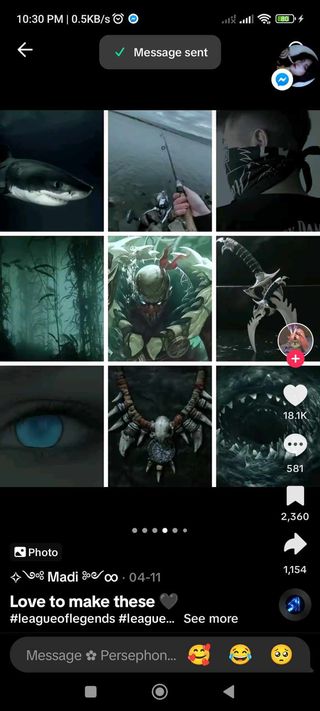 10:30 PM | 0.5KB/s
80
Message sent
18.1K
581
2,360
1,154
Photo
Madi · 04-11
Love to make these 🖤
#leagueoflegends #league... See more
Message ✿ Persephon... 🥰 😂 🥺